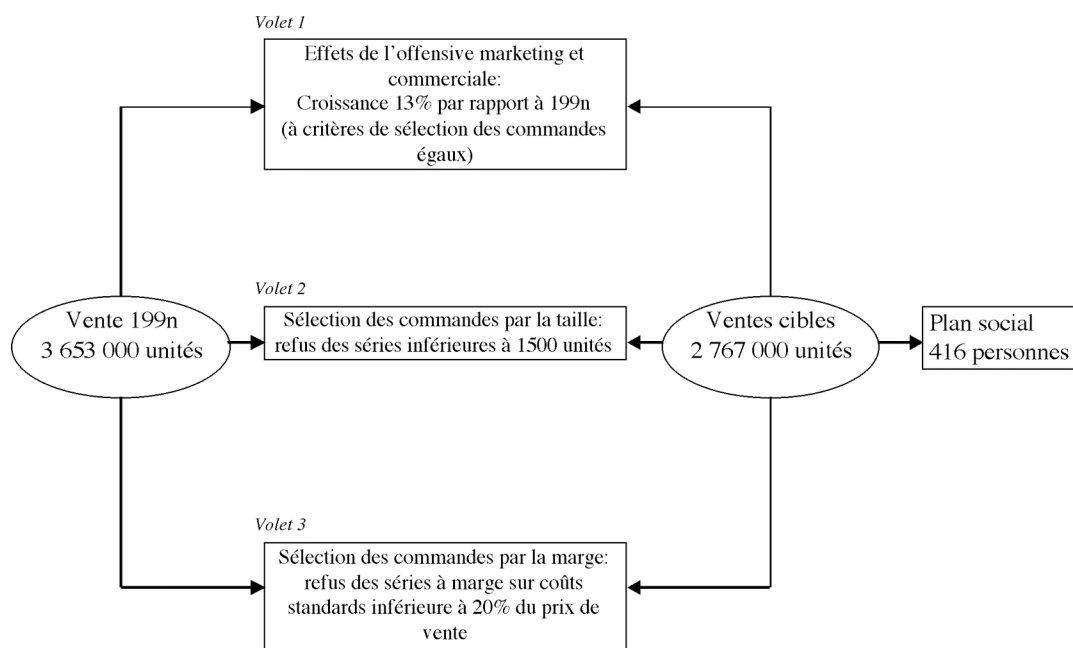 Volet 1
Effets de l'offensive marketing et
commerciale:
Croissance 13% par rapport à 199n
(à critères de sélection des commandes
égaux)
Volet 2
Vente 199n
3 653 000 unités
Sélection des commandes par la taille:
refus des séries inférieures à 1500 unités
Ventes cibles
2 767 000 unités
Plan social
416 personnes
Volet 3
Sélection des commandes par la marge:
refus des séries à marge sur coûts
standards inférieure à 20% du prix de
vente